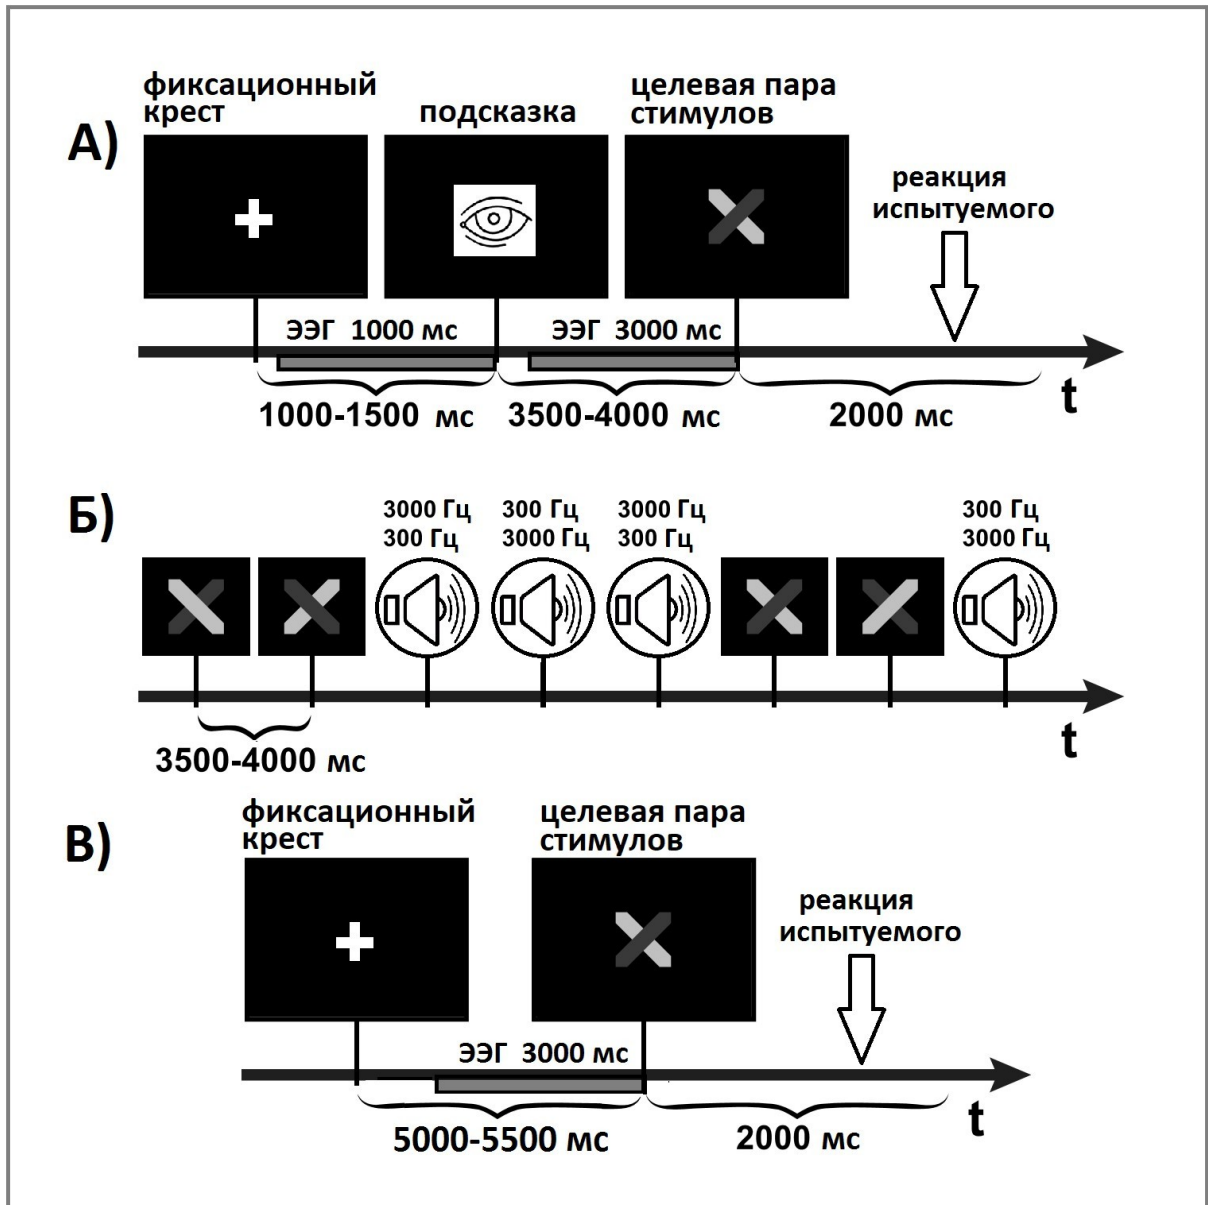 А)
фиксационный
крест
подсказка
целевая пара
стимулов
реакция
испытуемого
ЭЭГ 1000 мс
ЭЭГ 3000 мс
1000-1500 мс
3500-4000 мс
2000 мс
t
Б)
3000 Гц
300 Гц
300 Гц
3000 Гц
3000 Гц
300 Гц
300 Гц
3000 Гц
t
3500-4000 мс
В)
фиксационный
крест
целевая пара
стимулов
реакция
испытуемого
ЭЭГ 3000 мс
5000-5500 мс
2000 мс
t